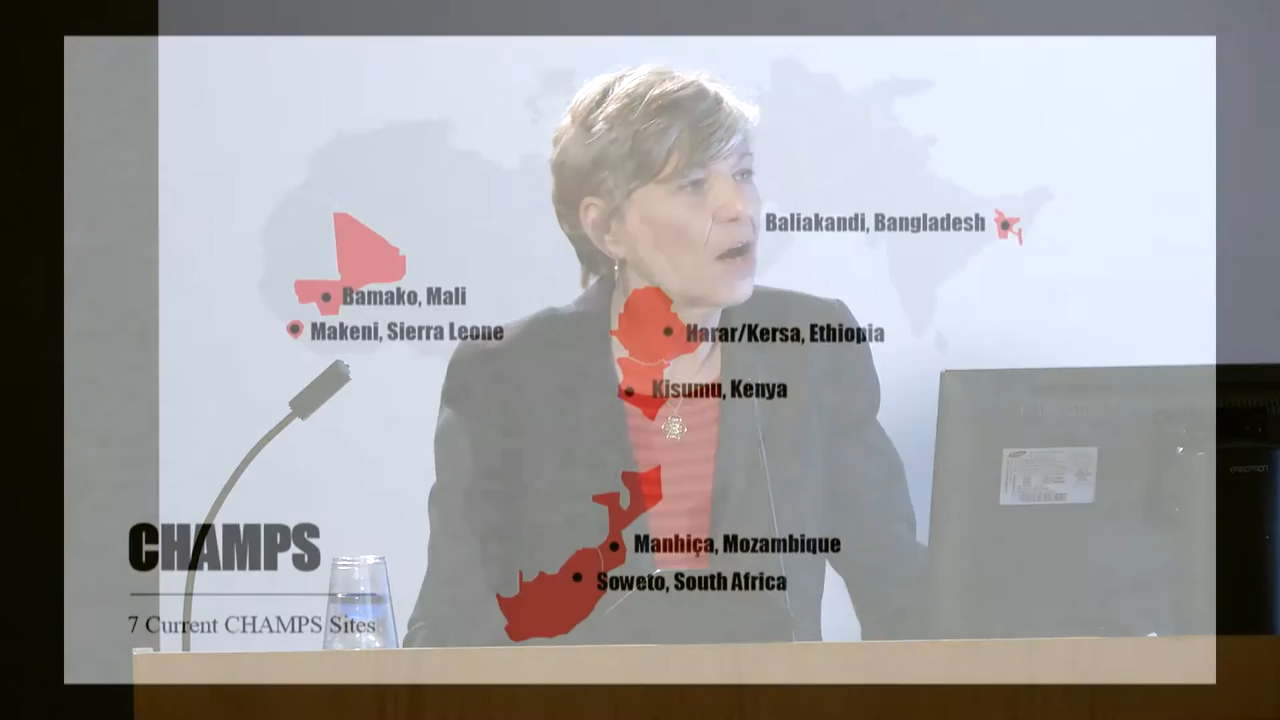 Baliakandi, Bangladesh
Bamako, Mali
Makeni, Sierra Leone
Harar/Kersa, Ethiopia
Kisumu, Kenya
Manhiça, Mozambique
Soweto, South Africa
CHAMPS
7 Current CHAMPS Sites